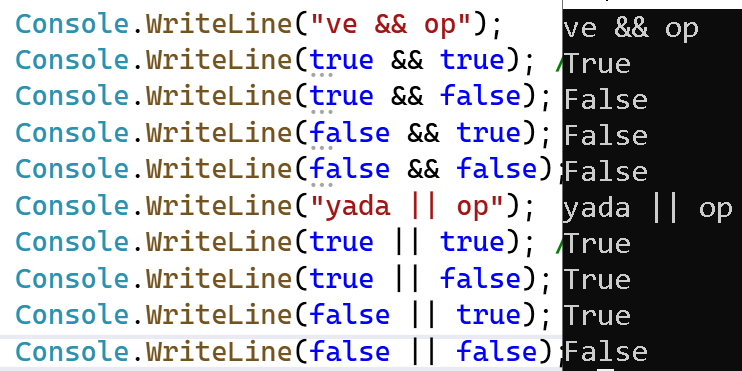 Console.WriteLine("ve && op");
Console.WriteLine(true && true); /
Console.WriteLine(true && false);
Console.WriteLine(false && true);
Console.WriteLine(false && false);
Console.WriteLine("yada || op");
Console.WriteLine(true || true); /
Console.WriteLine(true || false);
Console.WriteLine(false || true);
Console.WriteLine(false || false);
ve && op
True
False
False
False
yada || op
True
True
True
False